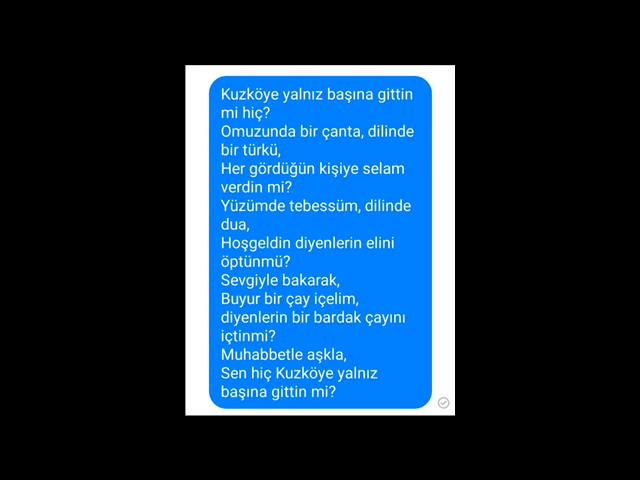 Kuzköye yalnız başına gittin
mi hiç?
Omuzunda bir çanta, dilinde
bir türkü,
Her gördüğün kişiye selam
verdin mi?
Yüzümde tebessüm, dilinde
dua,
Hoşgeldin diyenlerin elini
öptünmü?
Sevgiyle bakarak,
Buyur bir çay içelim,
diyenlerin bir bardak çayını
içtinmi?
Muhabbetle aşkla,
Sen hiç Kuzköye yalnız
başına gittin mi?